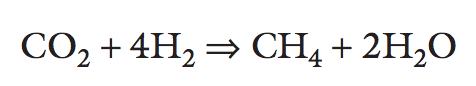 CO₂ + 4H₂ ⇒ CH₄ + 2H₂O